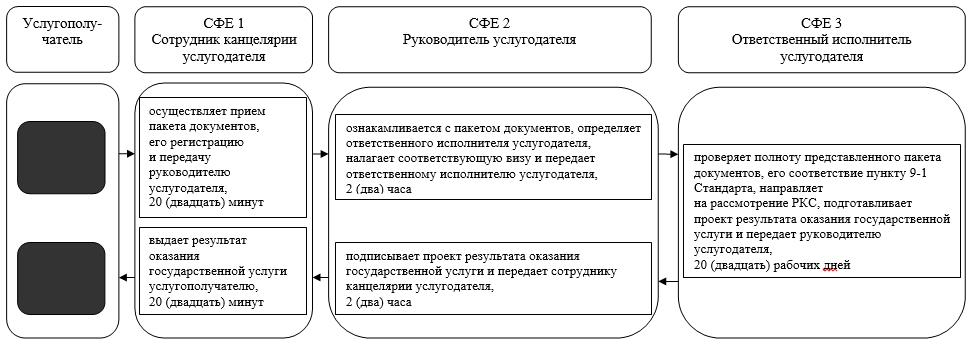 Услугополу-
чатель
СФЕ 1
Сотрудник канцелярии
услугодателя
СФЕ 2
Руководитель услугодателя
СФЕ 3
Ответственный исполнитель
услугодателя
осуществляет прием
пакета документов,
его регистрацию
и передачу
руководителю
услугодателя,
20 (двадцать) минут
ознакамливается с пакетом документов, определяет
ответственного исполнителя услугодателя,
налагает соответствующую визу и передает
ответственному исполнителю услугодателя,
2 (два) часа
проверяет полноту представленного пакета
документов, его соответствие пункту 9-1
Стандарта, направляет
на рассмотрение РКС, подготавливает
проект результата оказания государственной
услуги и передает руководителю
услугодателя,
20 (двадцать) рабочих дней
подписывает проект результата оказания
государственной услуги и передает сотруднику
канцелярии услугодателя,
2 (два) часа
выдает результат
оказания
государственной услуги
услугополучателю,
20 (двадцать) минут